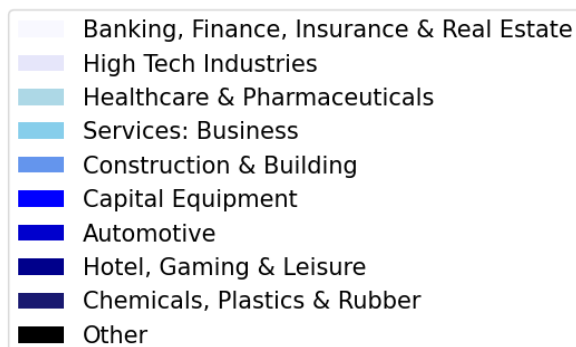 Banking, Finance, Insurance & Real Estate
High Tech Industries
Healthcare & Pharmaceuticals
Services: Business
Construction & Building
Capital Equipment
Automotive
Hotel, Gaming & Leisure
Chemicals, Plastics & Rubber
Other